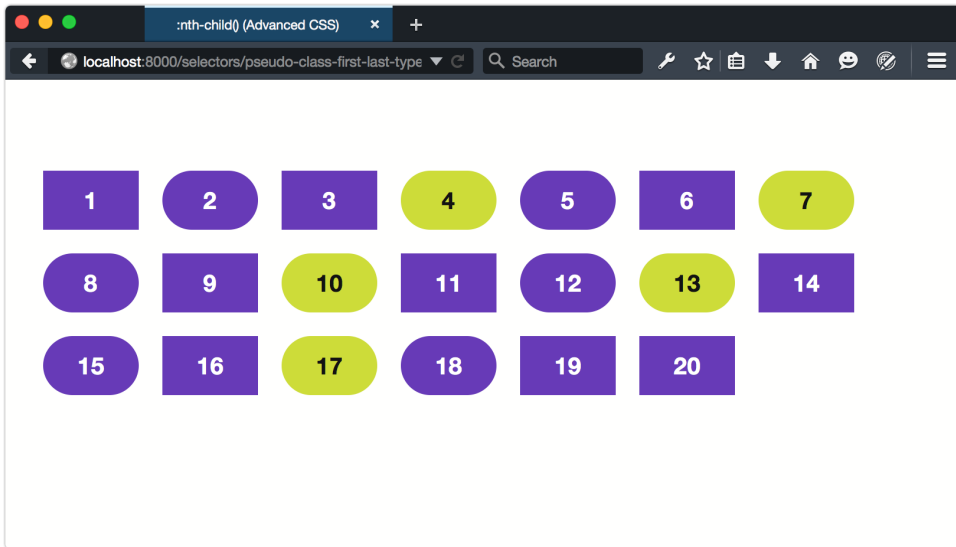 :nth-child() (Advanced CSS)
localhost:8000/selectors/pseudo-class-first-last-type
Search
1 2 3 4 5 6 7
8 9 10 11 12 13 14
15 16 17 18 19 20